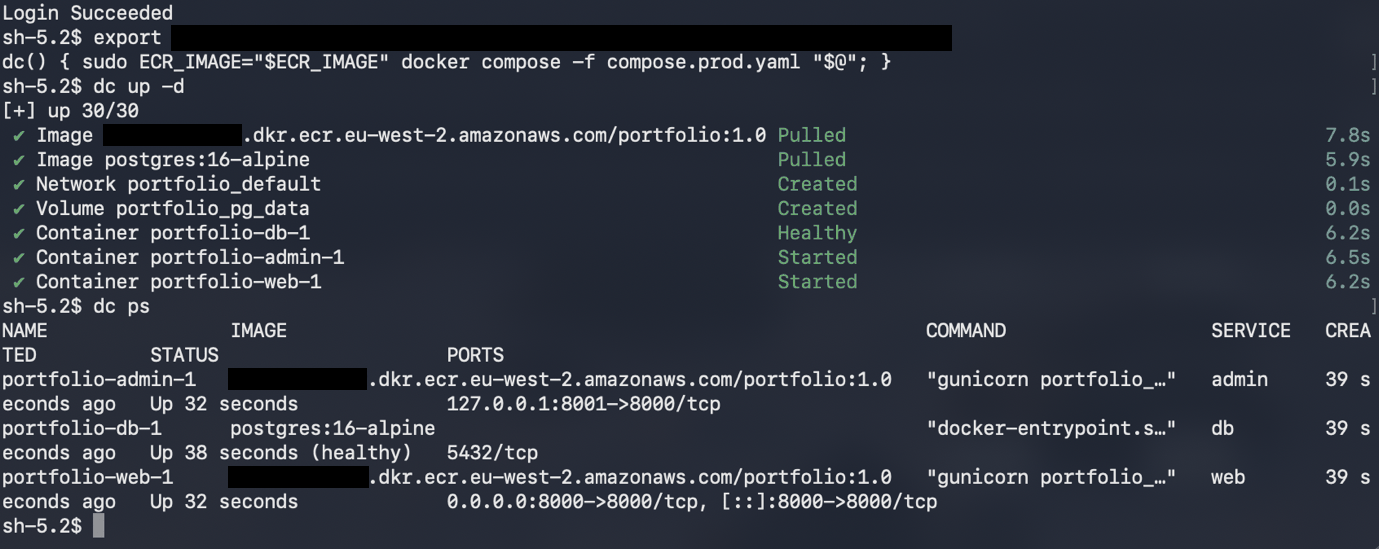 Login Succeeded
sh-5.2$ export
dc() { sudo ECR_IMAGE="$ECR_IMAGE" docker compose -f compose.prod.yaml "$@"; } ]
sh-5.2$ dc up -d ]
[+] up 30/30
✔ Image .dkr.ecr.eu-west-2.amazonaws.com/portfolio:1.0 Pulled 7.8s
✔ Image postgres:16-alpine Pulled 5.9s
✔ Network portfolio_default Created 0.1s
✔ Volume portfolio_pg_data Created 0.0s
✔ Container portfolio-db-1 Healthy 6.2s
✔ Container portfolio-admin-1 Started 6.5s
✔ Container portfolio-web-1 Started 6.2s
sh-5.2$ dc ps ]
NAME IMAGE COMMAND SERVICE CREA
TED STATUS PORTS
portfolio-admin-1 .dkr.ecr.eu-west-2.amazonaws.com/portfolio:1.0 "gunicorn portfolio_…" admin 39 s
econds ago Up 32 seconds 127.0.0.1:8001->8000/tcp
portfolio-db-1 postgres:16-alpine "docker-entrypoint.s…" db 39 s
econds ago Up 38 seconds (healthy) 5432/tcp
portfolio-web-1 .dkr.ecr.eu-west-2.amazonaws.com/portfolio:1.0 "gunicorn portfolio_…" web 39 s
econds ago Up 32 seconds 0.0.0.0:8000->8000/tcp, [::]:8000->8000/tcp
sh-5.2$